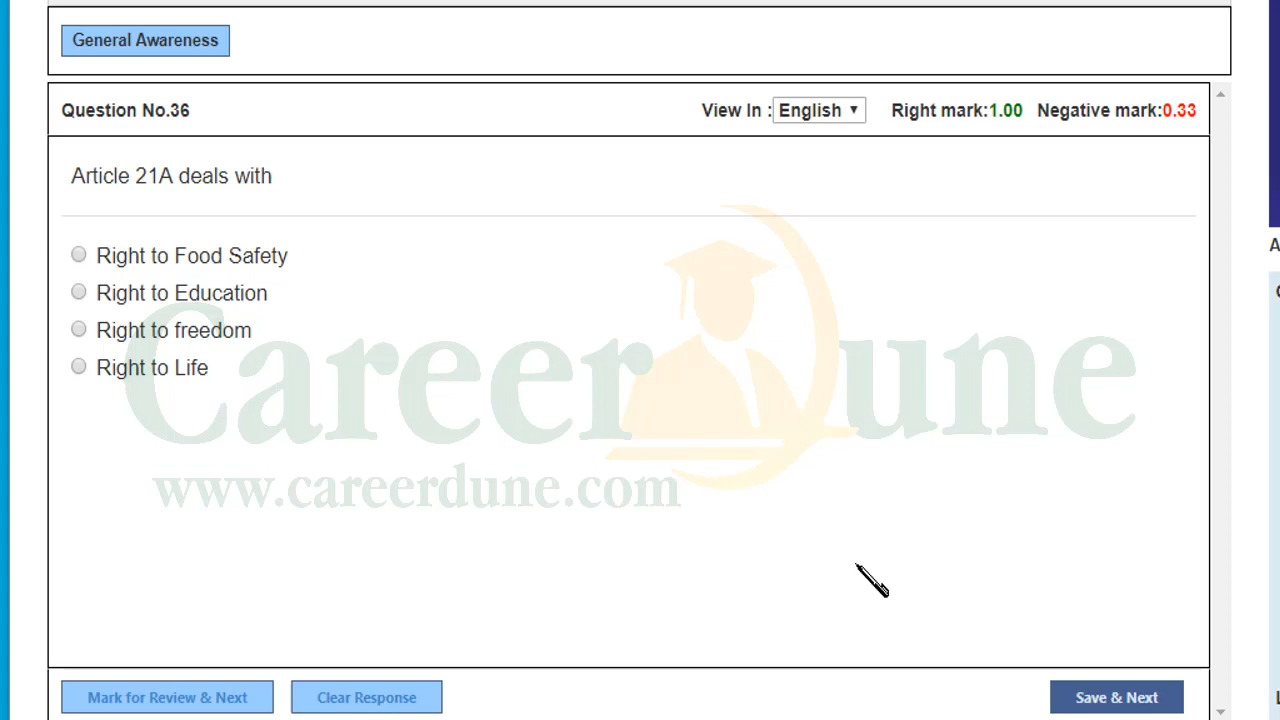 General Awareness
Question No.36 View In : English ▼ Right mark:1.00 Negative mark:0.33
Article 21A deals with
Right to Food Safety
Right to Education
Right to freedom
Right to Life
CareerDune
www.careerdune.com
Mark for Review & Next Clear Response Save & Next